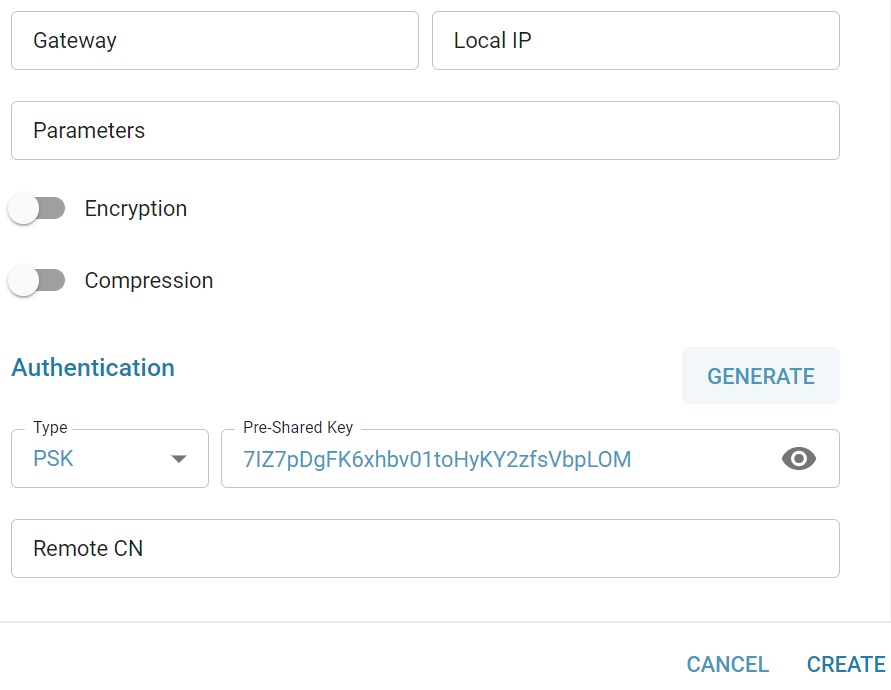 Gateway
Local IP
Parameters
Encryption
Compression
Authentication
GENERATE
Type
Pre-Shared Key
PSK
7IZ7pDgFK6xhbv01toHyKY2zfsVbpLOM
Remote CN
CANCEL
CREATE